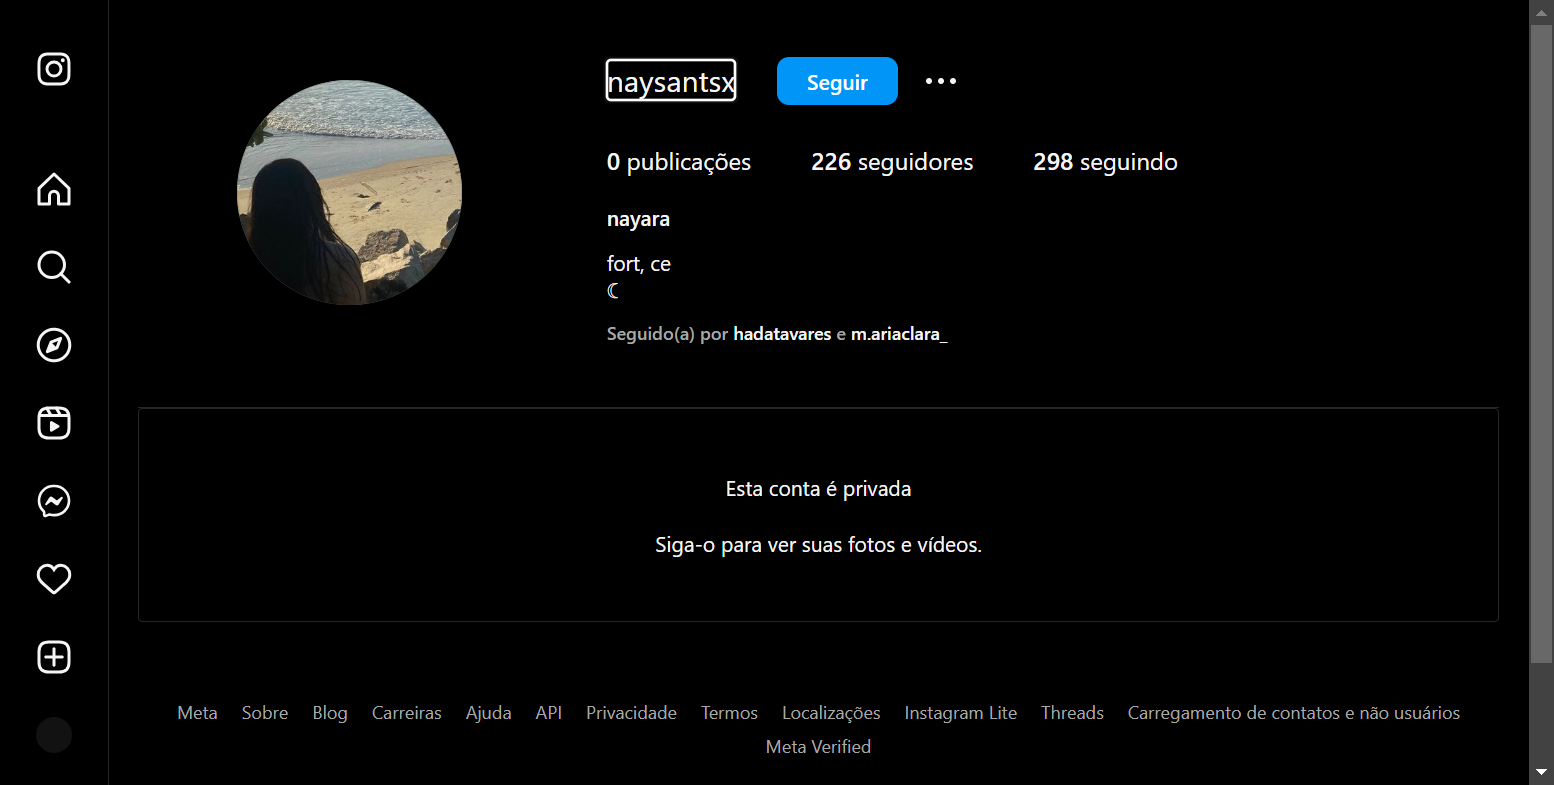 naysantsx Seguir
0 publicações 226 seguidores 298 seguindo
nayara
fort, ce
☾
Seguido(a) por hadatavares e m.ariaclara_
Esta conta é privada
Siga-o para ver suas fotos e vídeos.
Meta Sobre Blog Carreiras Ajuda API Privacidade Termos Localizações Instagram Lite Threads Carregamento de contatos e não usuários
Meta Verified